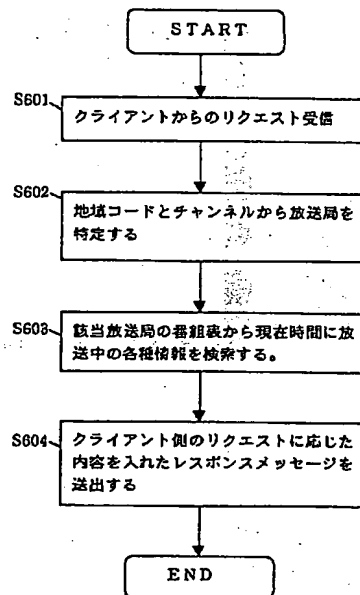 START
S601
クライアントからのリクエスト受信
S602
地域コードとチャンネルから放送局を
特定する
S603
該当放送局の番組表から現在時間に放
送中の各種情報を検索する。
S604
クライアント側のリクエストに応じた
内容を入れたレスポンスメッセージを
送出する
END